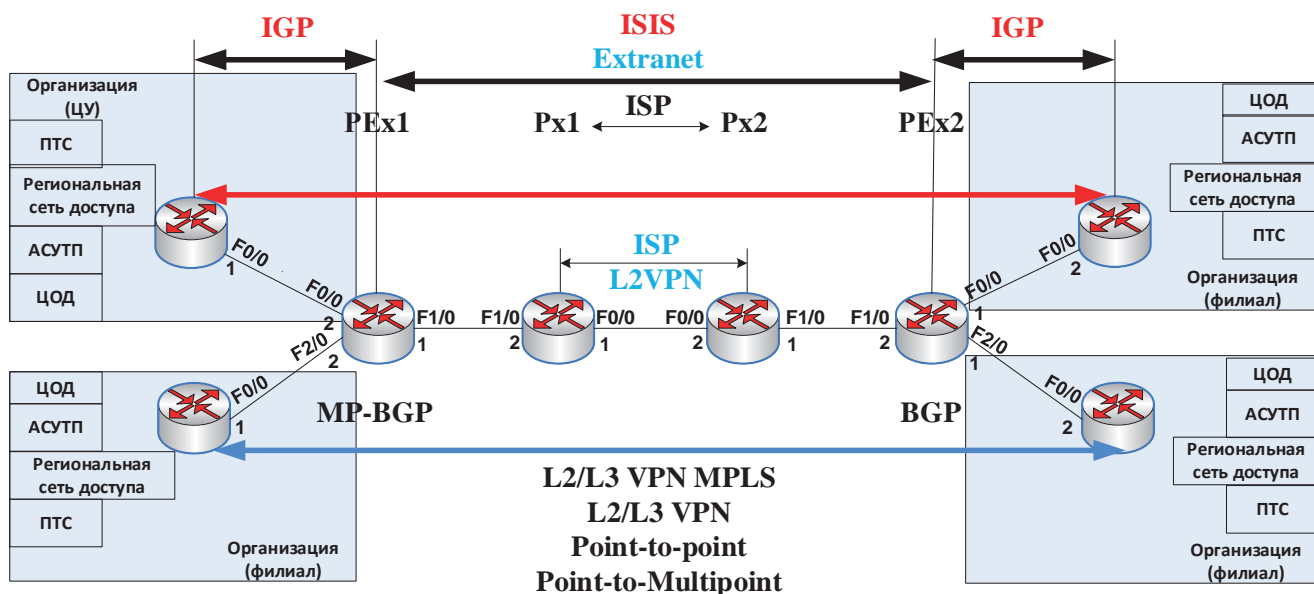 IGP
ISIS
IGP
Extranet
ISP
PEx1
Px1
Px2
PEx2
Организация
(ЦУ)
ПТС
Региональная
сеть доступа
АСУТП
ЦОД
F0/0
1
F0/0
2
F2/0
2
F0/0
1
ЦОД
АСУТП
Региональная
сеть доступа
ПТС
Организация
(филиал)
MP-BGP
F1/0
1
F1/0
2
F0/0
1
ISP
L2VPN
F0/0
2
F1/0
1
F1/0
2
BGP
F0/0
1
F2/0
1
F0/0
2
F0/0
2
ЦОД
АСУТП
Региональная
сеть доступа
ПТС
Организация
(филиал)
ЦОД
АСУТП
Региональная
сеть доступа
ПТС
Организация
(филиал)
L2/L3 VPN MPLS
L2/L3 VPN
Point-to-point
Point-to-Multipoint